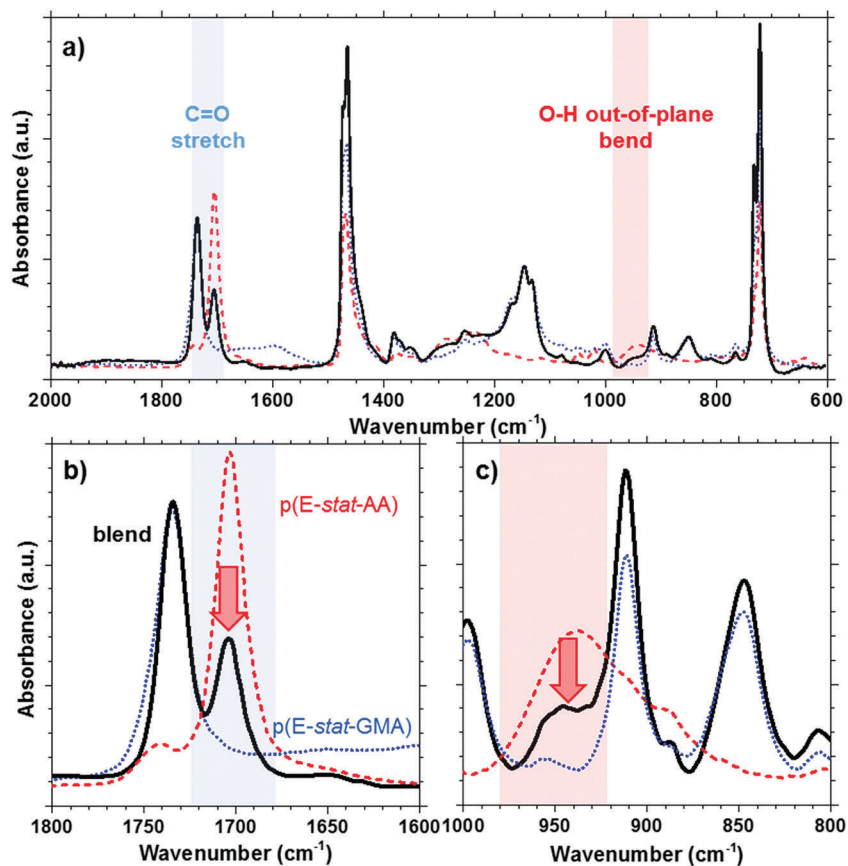 a)
C=O
stretch
O-H out-of-plane
bend
Absorbance (a.u.)
2000 1800 1600 1400 1200 1000 800 600
Wavenumber (cm⁻¹)
b)
blend
p(E-stat-AA)
p(E-stat-GMA)
Absorbance (a.u.)
1800 1750 1700 1650 1600
Wavenumber (cm⁻¹)
c)
1000 950 900 850 800
Wavenumber (cm⁻¹)